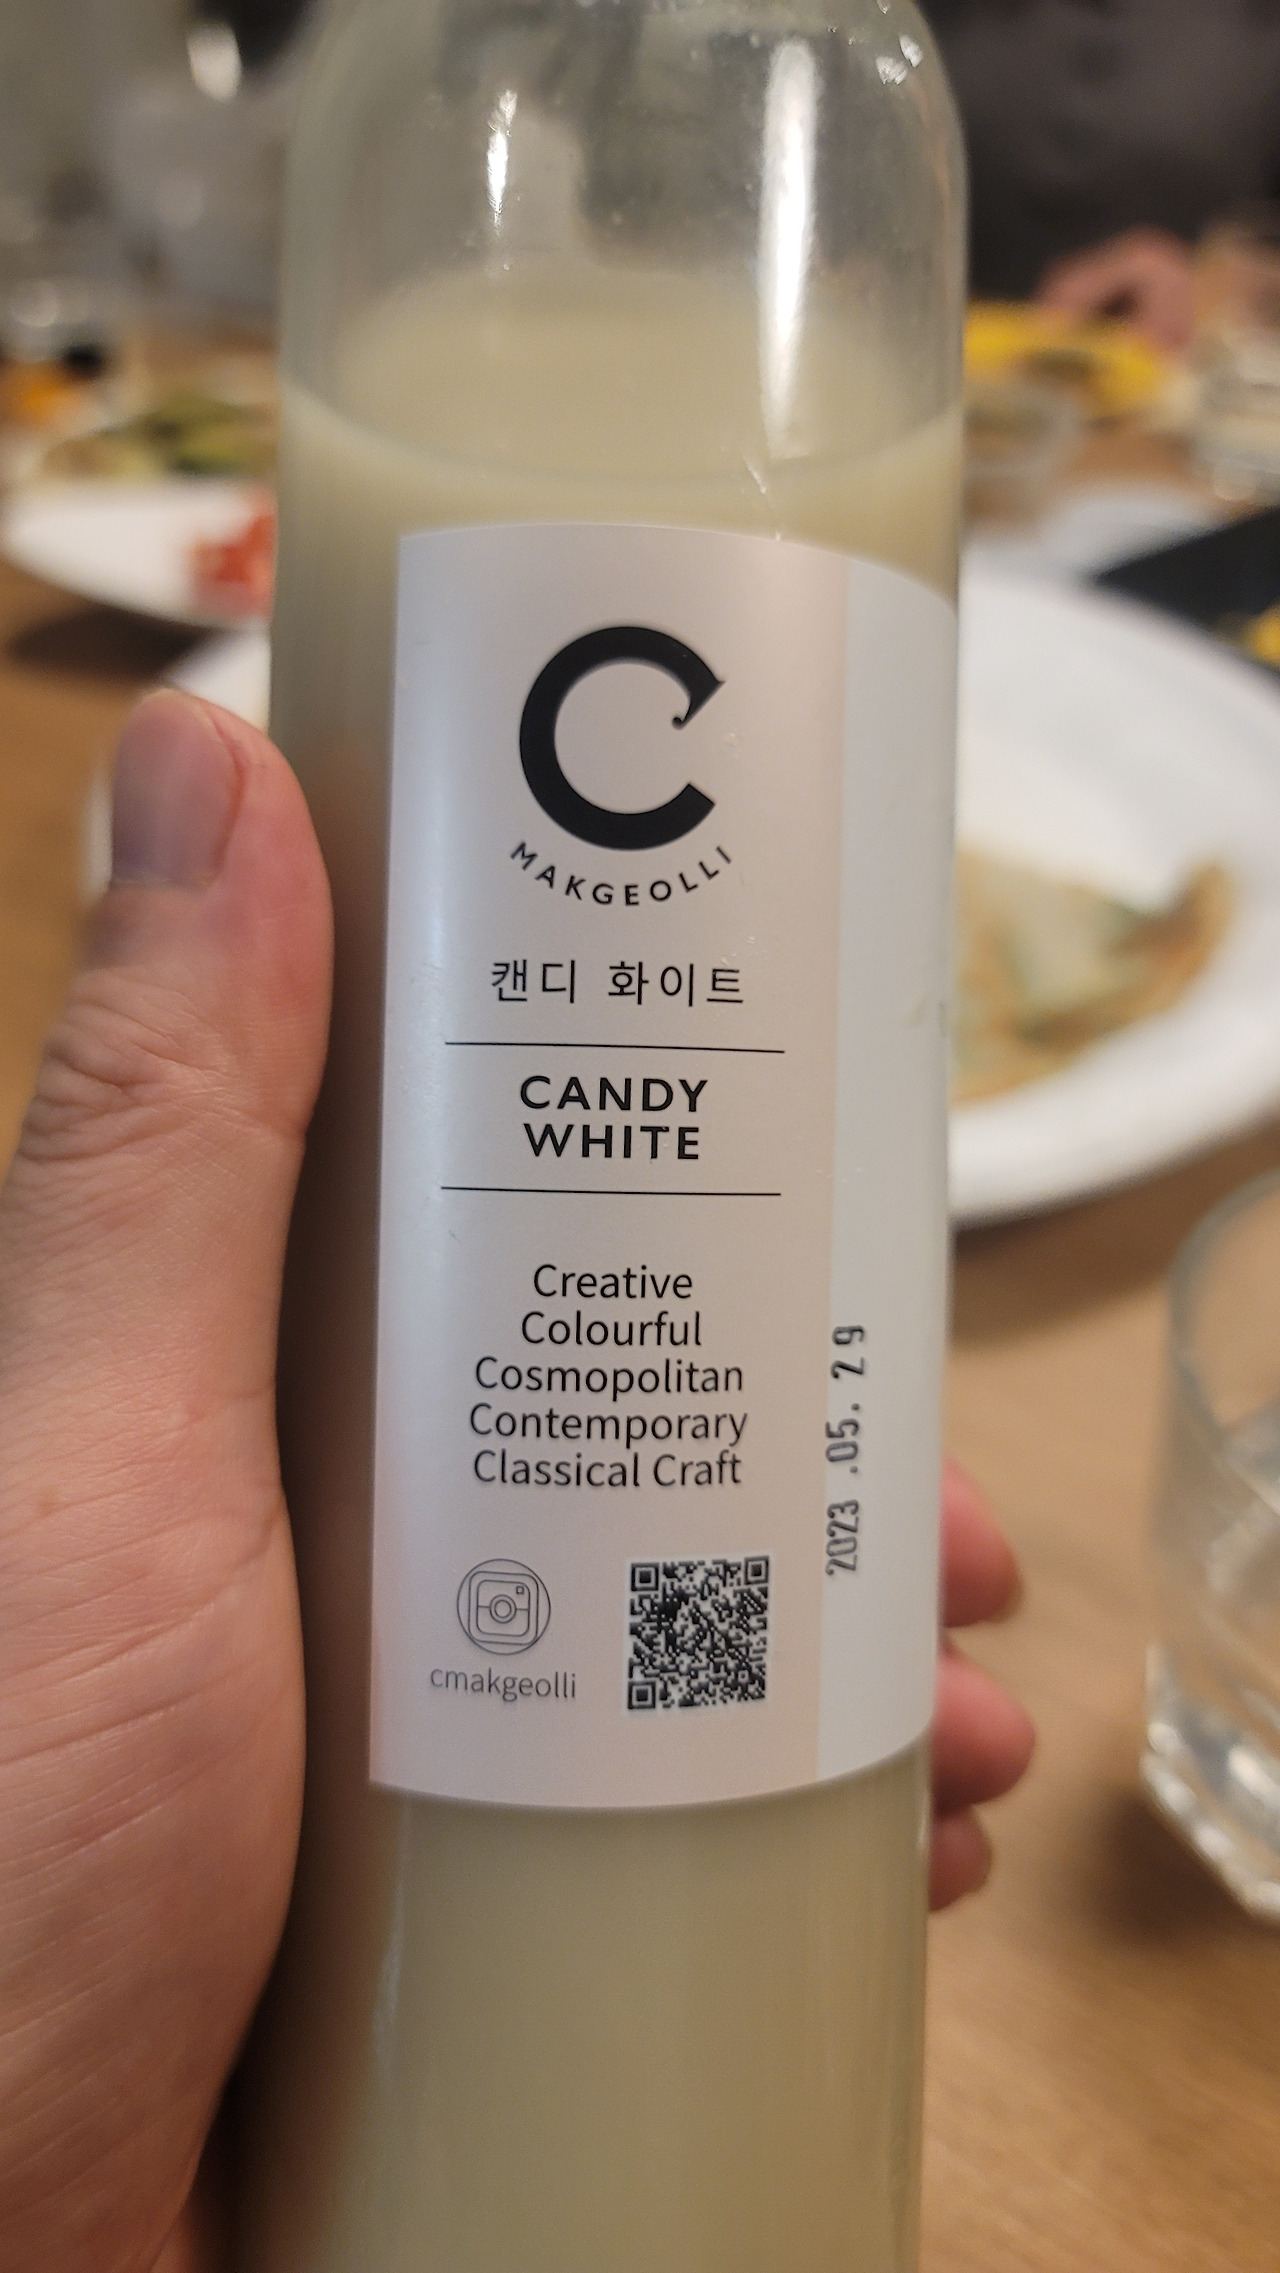 C
MAKGEOLLI
캔디 화이트
CANDY
WHITE
Creative
Colourful
Cosmopolitan
Contemporary
Classical Craft
cmakgeolli
2023 .05. 29